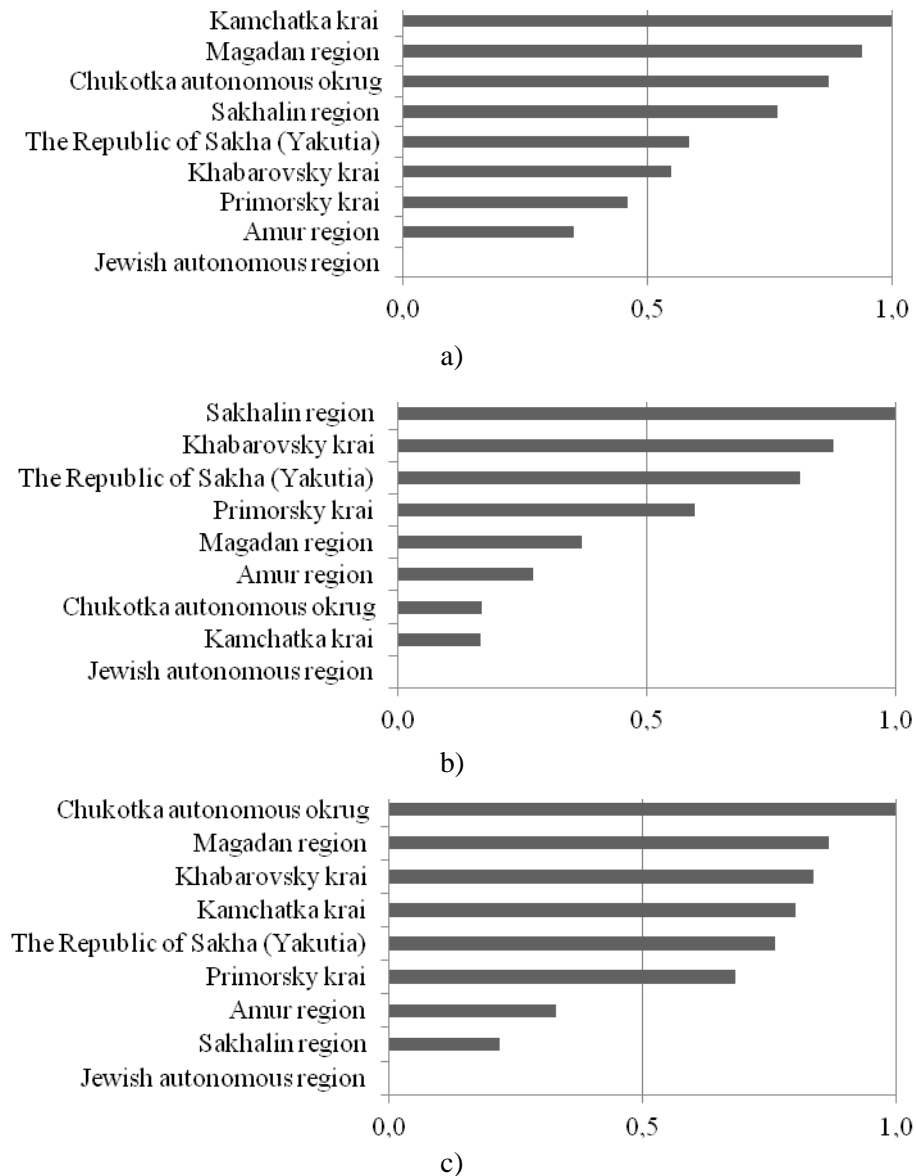 Kamchatka krai
Magadan region
Chukotka autonomous okrug
Sakhalin region
The Republic of Sakha (Yakutia)
Khabarovsky krai
Primorsky krai
Amur region
Jewish autonomous region
0,0 0,5 1,0
a)
Sakhalin region
Khabarovsky krai
The Republic of Sakha (Yakutia)
Primorsky krai
Magadan region
Amur region
Chukotka autonomous okrug
Kamchatka krai
Jewish autonomous region
0,0 0,5 1,0
b)
Chukotka autonomous okrug
Magadan region
Khabarovsky krai
Kamchatka krai
The Republic of Sakha (Yakutia)
Primorsky krai
Amur region
Sakhalin region
Jewish autonomous region
0,0 0,5 1,0
c)